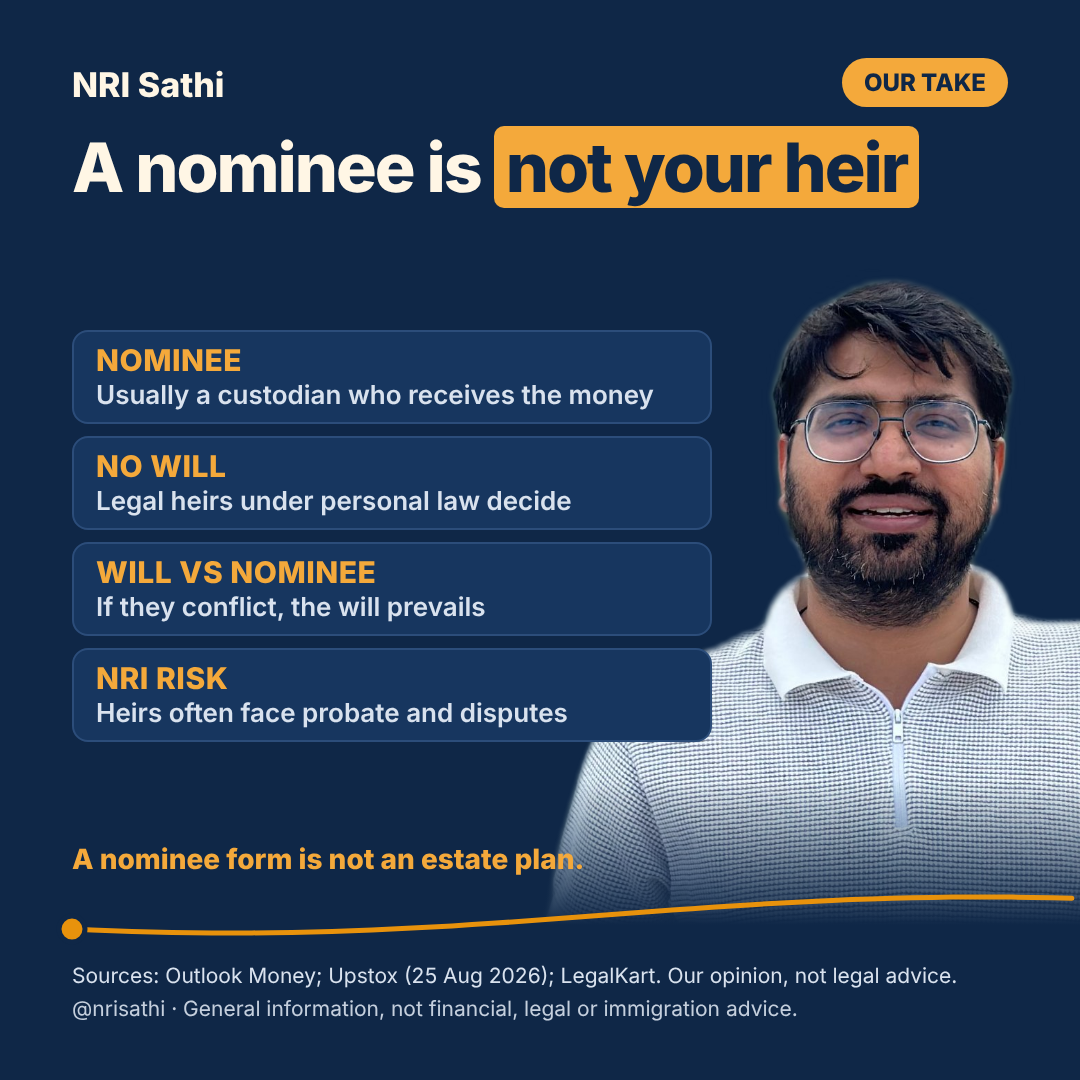 NRI Sathi
OUR TAKE
A nominee is not your heir
NOMINEE
Usually a custodian who receives the money
NO WILL
Legal heirs under personal law decide
WILL VS NOMINEE
If they conflict, the will prevails
NRI RISK
Heirs often face probate and disputes
A nominee form is not an estate plan.
Sources: Outlook Money; Upstox (25 Aug 2026); LegalKart. Our opinion, not legal advice.
@nrisathi · General information, not financial, legal or immigration advice.